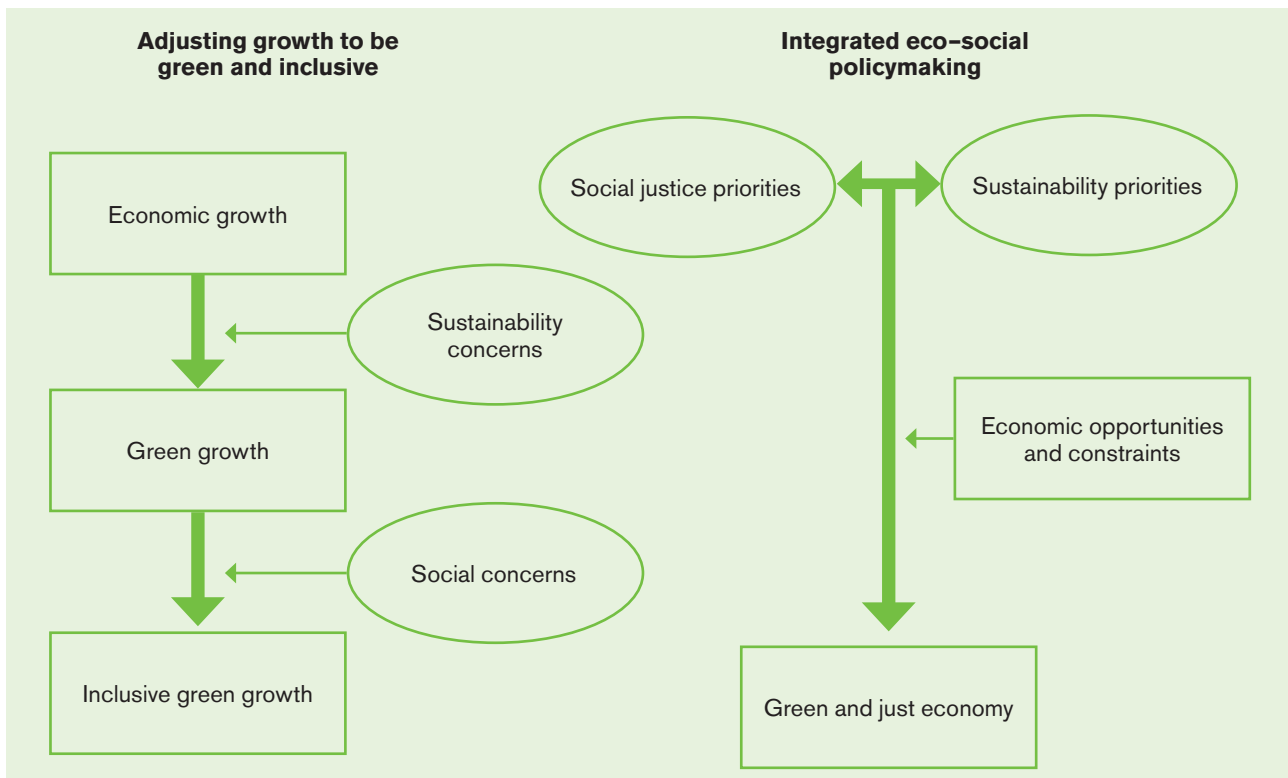 Adjusting growth to be
green and inclusive
Economic growth
Sustainability
concerns
Green growth
Social concerns
Inclusive green growth
Integrated eco–social
policymaking
Social justice priorities
Sustainability priorities
Economic opportunities
and constraints
Green and just economy